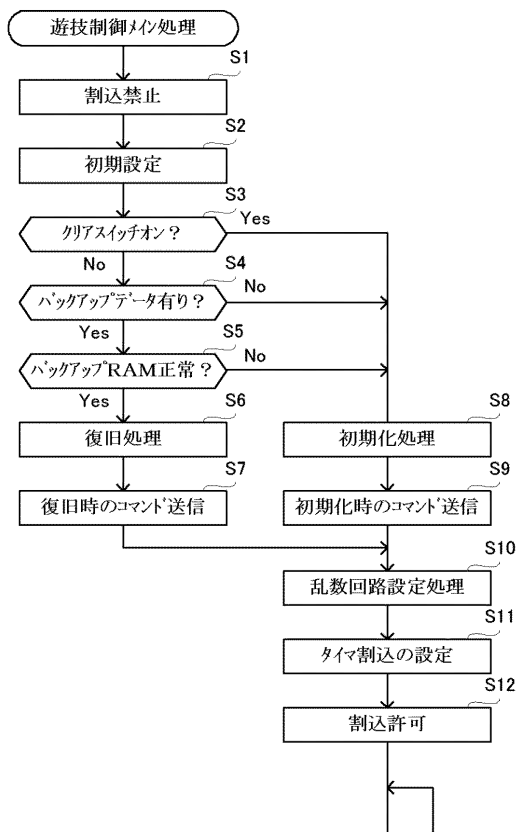 遊技制御メイン処理
S1
割込禁止
S2
初期設定
S3
クリアスイッチオン？
Yes
No
S4
バックアップデータ有り？
No
Yes
S5
バックアップRAM正常？
No
Yes
S6
復旧処理
S7
復旧時のコマンド送信
S8
初期化処理
S9
初期化時のコマンド送信
S10
乱数回路設定処理
S11
タイマ割込の設定
S12
割込許可